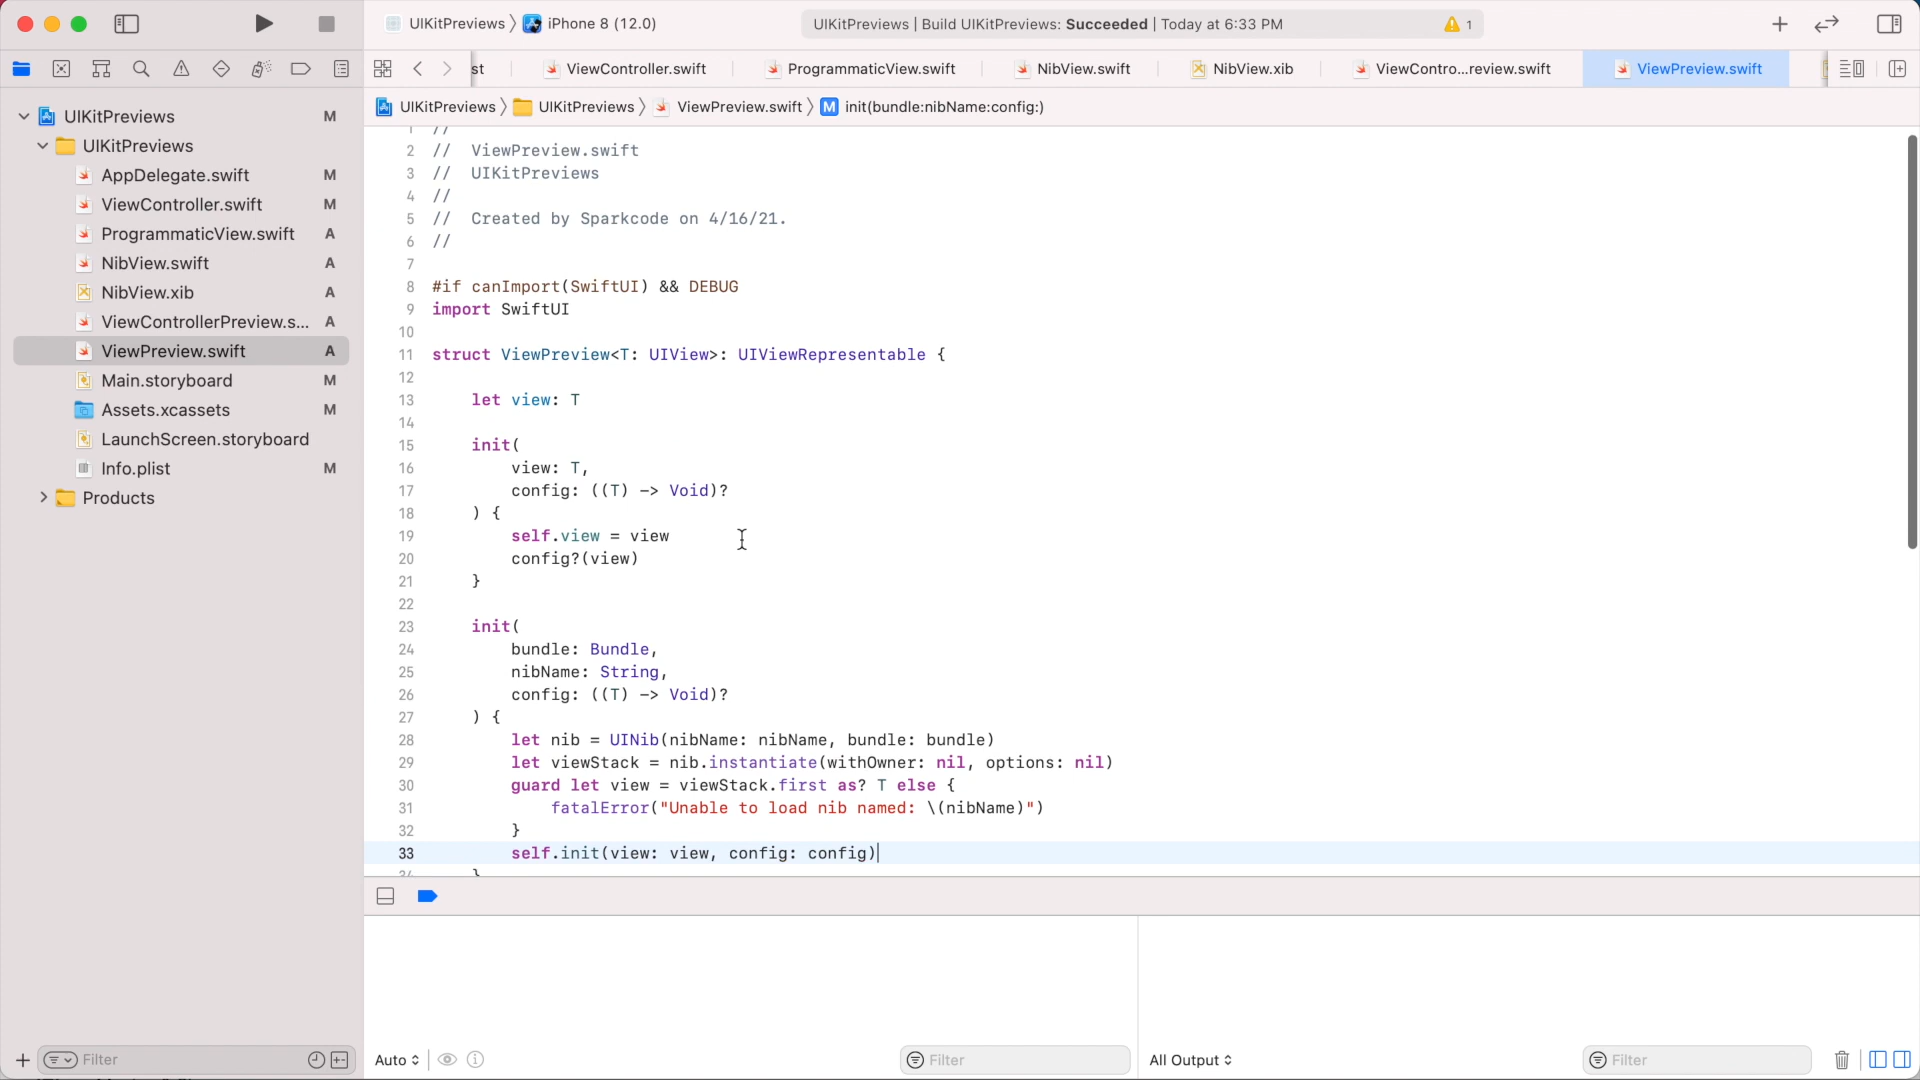 UIKitPreviews 〉 iPhone 8 (12.0)
UIKitPreviews | Build UIKitPreviews: Succeeded | Today at 6:33 PM
1
st
ViewController.swift
ProgrammaticView.swift
NibView.swift
NibView.xib
ViewContro...review.swift
ViewPreview.swift
UIKitPreviews 〉 UIKitPreviews 〉 ViewPreview.swift 〉 M init(bundle:nibName:config:)
UIKitPreviews M
UIKitPreviews
AppDelegate.swift M
ViewController.swift M
ProgrammaticView.swift A
NibView.swift A
NibView.xib A
ViewControllerPreview.s... A
ViewPreview.swift A
Main.storyboard M
Assets.xcassets M
LaunchScreen.storyboard
Info.plist M
Products
1 //
2 //  ViewPreview.swift
3 //  UIKitPreviews
4 //
5 //  Created by Sparkcode on 4/16/21.
6 //
7
8 #if canImport(SwiftUI) && DEBUG
9 import SwiftUI
10
11 struct ViewPreview<T: UIView>: UIViewRepresentable {
12
13     let view: T
14
15     init(
16         view: T,
17         config: ((T) -> Void)?
18     ) {
19         self.view = view
20         config?(view)
21     }
22
23     init(
24         bundle: Bundle,
25         nibName: String,
26         config: ((T) -> Void)?
27     ) {
28         let nib = UINib(nibName: nibName, bundle: bundle)
29         let viewStack = nib.instantiate(withOwner: nil, options: nil)
30         guard let view = viewStack.first as? T else {
31             fatalError("Unable to load nib named: \(nibName)")
32         }
33         self.init(view: view, config: config)
34     }
Filter
Auto
Filter
All Output
Filter